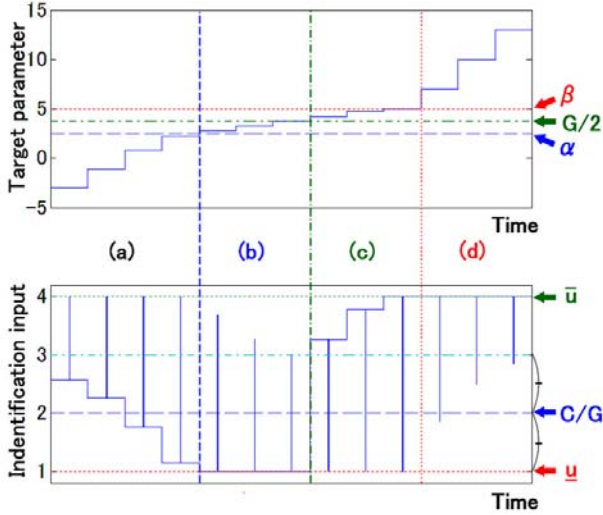 15
10
5
0
-5
Target parameter
β
G/2
α
Time
(a)
(b)
(c)
(d)
4
3
2
1
Indentification input
u̅
C/G
u̲
Time